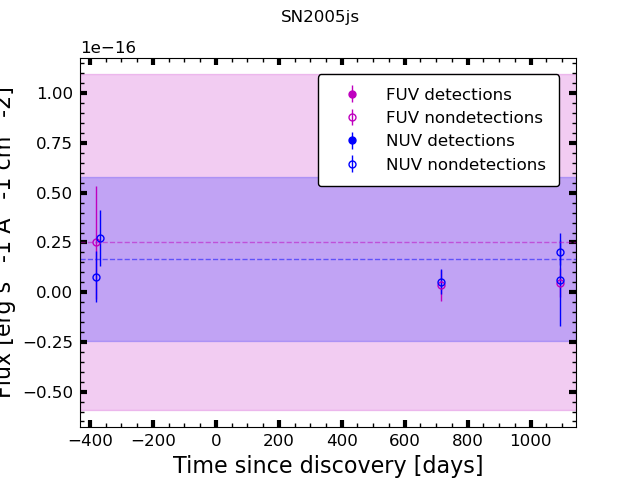 SN2005js
1e−16
FUV detections
FUV nondetections
NUV detections
NUV nondetections
1.00
0.75
0.50
0.25
0.00
−0.25
−0.50
Flux [erg s -1 A -1 cm -2]
−400 −200 0 200 400 600 800 1000
Time since discovery [days]